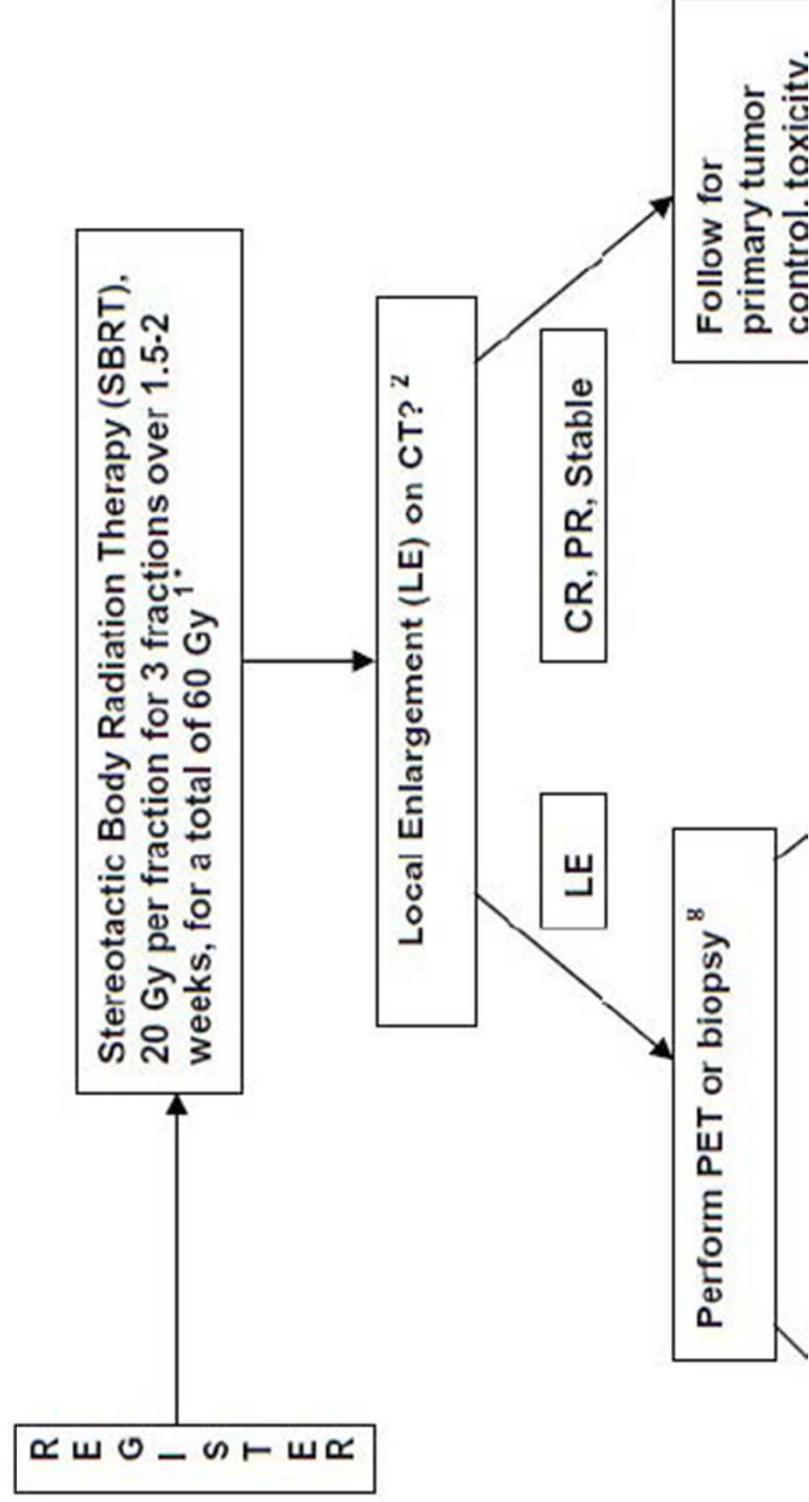 R
E
G
I
S
T
E
R
Stereotactic Body Radiation Therapy (SBRT),
20 Gy per fraction for 3 fractions over 1.5-2
weeks, for a total of 60 Gy 1.
Local Enlargement (LE) on CT? 2
LE
CR, PR, Stable
Perform PET or biopsy 8
Follow for
primary tumor
control, toxicity,